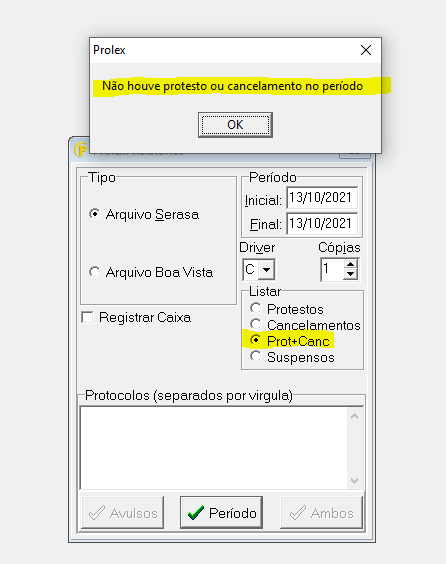 Prolex
Não houve protesto ou cancelamento no período
OK
Tipo
Arquivo Serasa
Arquivo Boa Vista
Registrar Caixa
Período
Inicial: 13/10/2021
Final: 13/10/2021
Driver
Cópias
C
1
Listar
Protestos
Cancelamentos
Prot+Canc
Suspensos
Protocolos (separados por virgula)
Avulsos
Período
Ambos